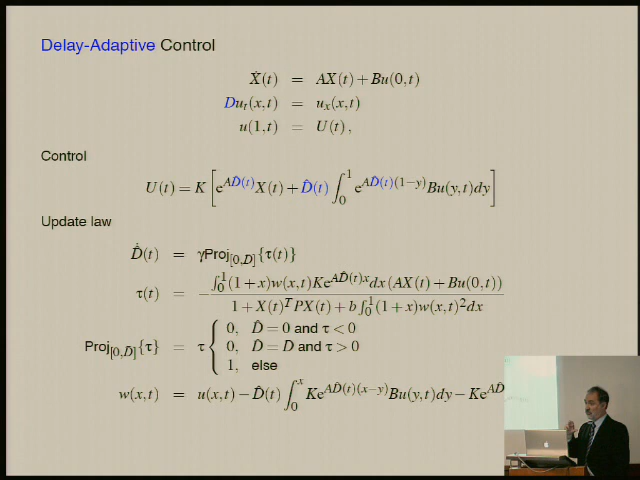 Delay-Adaptive Control
Ẋ(t) = AX(t) + Bu(0,t)
Du_t(x,t) = u_x(x,t)
u(1,t) = U(t),
Control
U(t) = K [ e^{AD̂(t)} X(t) + D̂(t) ∫_0^1 e^{AD̂(t)(1−y)} Bu(y,t)dy ]
Update law
D̂̇(t) = γProj_{[0,D̄]}{τ(t)}
τ(t) = − ∫_0^1 (1+x)w(x,t)Ke^{AD̂(t)x}dx (AX(t) + Bu(0,t)) / 1 + X(t)^T PX(t) + b ∫_0^1 (1+x)w(x,t)^2 dx
Proj_{[0,D̄]}{τ} = τ { 0, D̂ = 0 and τ < 0
0, D̂ = D̄ and τ > 0
1, else
w(x,t) = u(x,t) − D̂(t) ∫_0^x Ke^{AD̂(t)(x−y)} Bu(y,t)dy − Ke^{AD̂